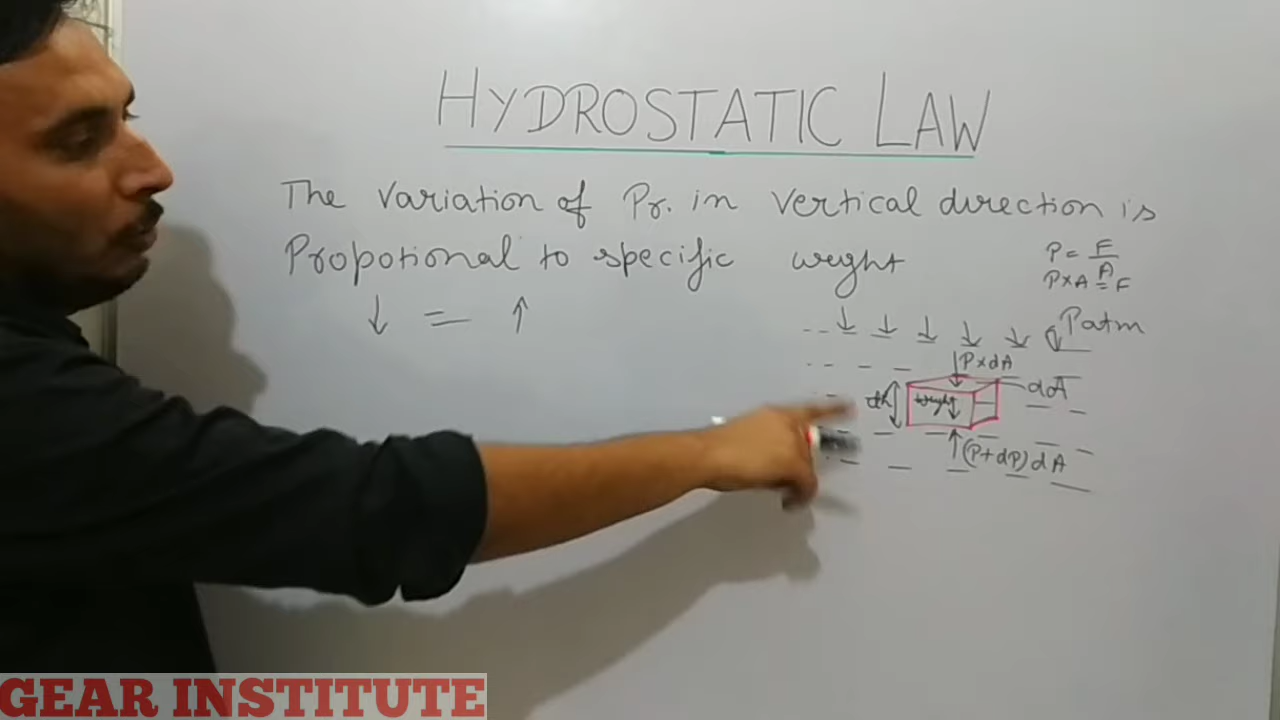 HYDROSTATIC LAW
The variation of Pr. in vertical direction is
Propotional to specific weight
↓ = ↑
P = F/A
P×A = F
Patm
P×dA
dA
dh
weight
(P+dP)dA
GEAR INSTITUTE